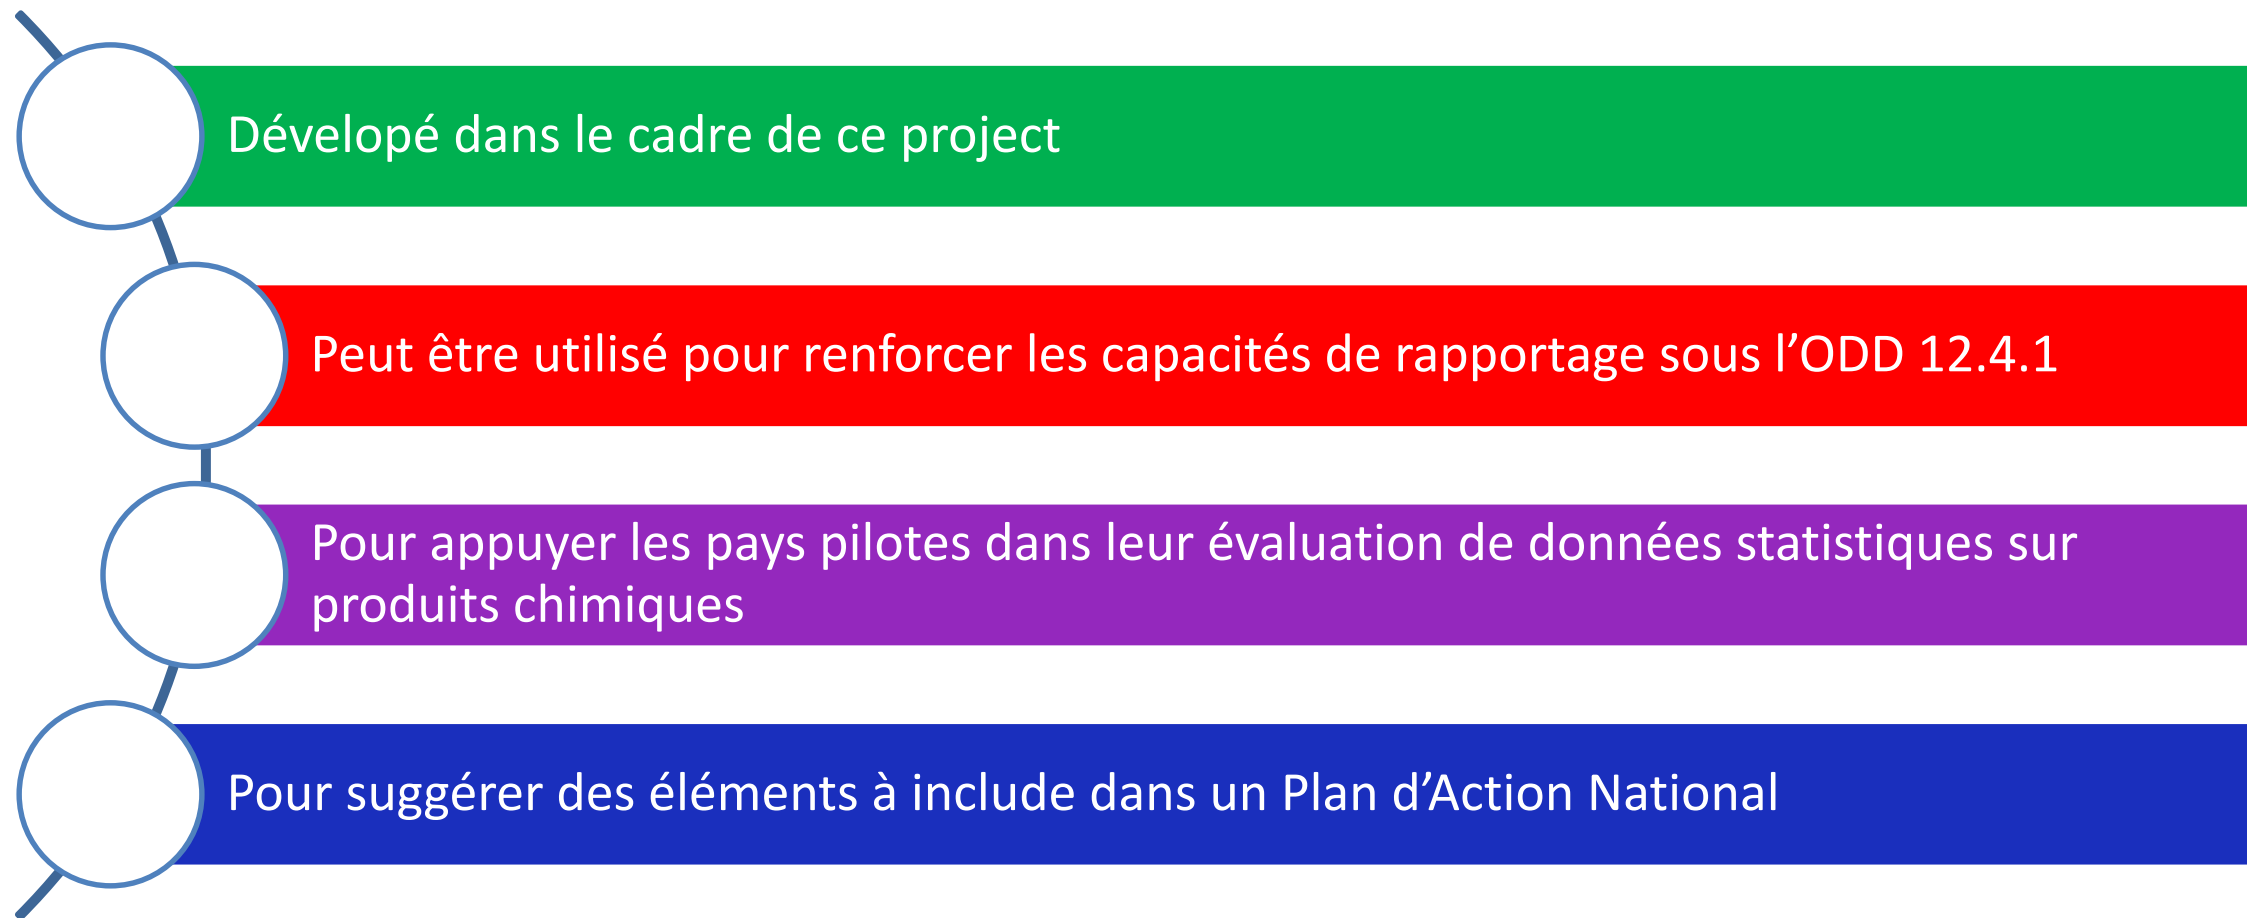 Dévelopé dans le cadre de ce project
Peut être utilisé pour renforcer les capacités de rapportage sous l’ODD 12.4.1
Pour appuyer les pays pilotes dans leur évaluation de données statistiques sur
produits chimiques
Pour suggérer des éléments à include dans un Plan d’Action National